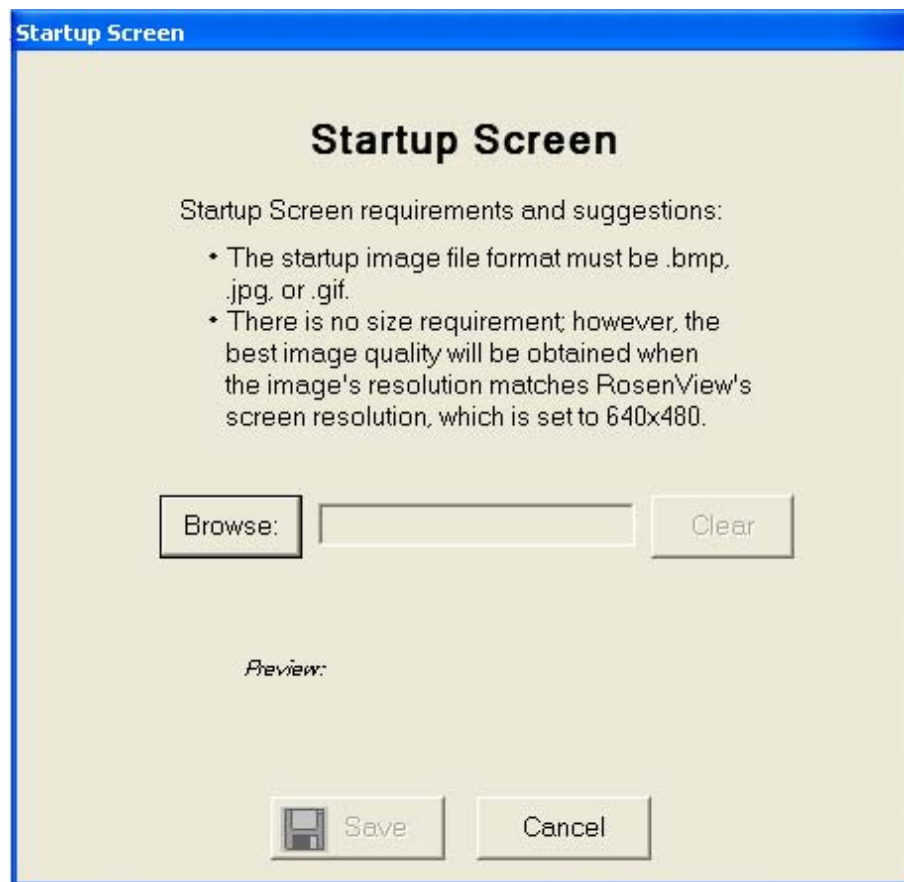 Startup Screen
Startup Screen
Startup Screen requirements and suggestions:
• The startup image file format must be .bmp,
.jpg, or .gif.
• There is no size requirement; however, the
best image quality will be obtained when
the image's resolution matches RosenView's
screen resolution, which is set to 640x480.
Browse: Clear
Preview:
Save Cancel